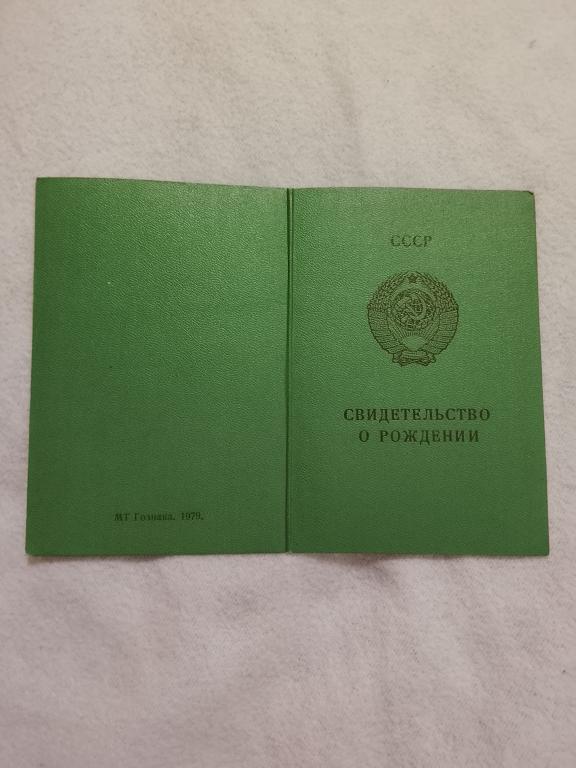 СССР
СВИДЕТЕЛЬСТВО
О РОЖДЕНИИ
МТ Гознака. 1979.